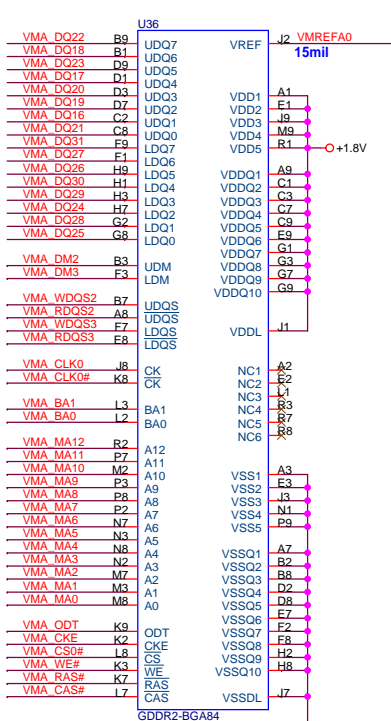 U36
VMA_DQ22 B9 UDQ7
VMA_DQ18 B1 UDQ6
VMA_DQ23 D9 UDQ5
VMA_DQ17 D1 UDQ4
VMA_DQ20 D3 UDQ3
VMA_DQ19 D7 UDQ2
VMA_DQ16 C2 UDQ1
VMA_DQ21 C8 UDQ0
VMA_DQ31 F9 LDQ7
VMA_DQ27 F1 LDQ6
VMA_DQ26 H9 LDQ5
VMA_DQ30 H1 LDQ4
VMA_DQ29 H3 LDQ3
VMA_DQ24 H7 LDQ2
VMA_DQ28 G2 LDQ1
VMA_DQ25 G8 LDQ0
VMA_DM2 B3 UDM
VMA_DM3 F3 LDM
VMA_WDQS2 B7 UDQS
VMA_RDQS2 A8 UDQS
VMA_WDQS3 F7 LDQS
VMA_RDQS3 E8 LDQS
VMA_CLK0 J8 CK
VMA_CLK0# K8 CK
VMA_BA1 L3 BA1
VMA_BA0 L2 BA0
VMA_MA12 R2 A12
VMA_MA11 P7 A11
VMA_MA10 M2 A10
VMA_MA9 P3 A9
VMA_MA8 P8 A8
VMA_MA7 P2 A7
VMA_MA6 N7 A6
VMA_MA5 N3 A5
VMA_MA4 N8 A4
VMA_MA3 N2 A3
VMA_MA2 M7 A2
VMA_MA1 M3 A1
VMA_MA0 M8 A0
VMA_ODT K9 ODT
VMA_CKE K2 CKE
VMA_CS0# L8 CS
VMA_WE# K3 WE
VMA_RAS# K7 RAS
VMA_CAS# L7 CAS
VREF J2 VMREFA0
15mil
VDD1 A1
VDD2 E1
VDD3 J9
VDD4 M9
VDD5 R1 +1.8V
VDDQ1 A9
VDDQ2 C1
VDDQ3 C3
VDDQ4 C7
VDDQ5 C9
VDDQ6 E9
VDDQ7 G1
VDDQ8 G3
VDDQ9 G7
VDDQ10 G9
VDDL J1
NC1 A2
NC2 E2
NC3 L1
NC4 R3
NC5 R7
NC6 R8
VSS1 A3
VSS2 E3
VSS3 J3
VSS4 N1
VSS5 P9
VSSQ1 A7
VSSQ2 B2
VSSQ3 B8
VSSQ4 D2
VSSQ5 D8
VSSQ6 E7
VSSQ7 F2
VSSQ8 F8
VSSQ9 H2
VSSQ10 H8
VSSDL J7
GDDR2-BGA84